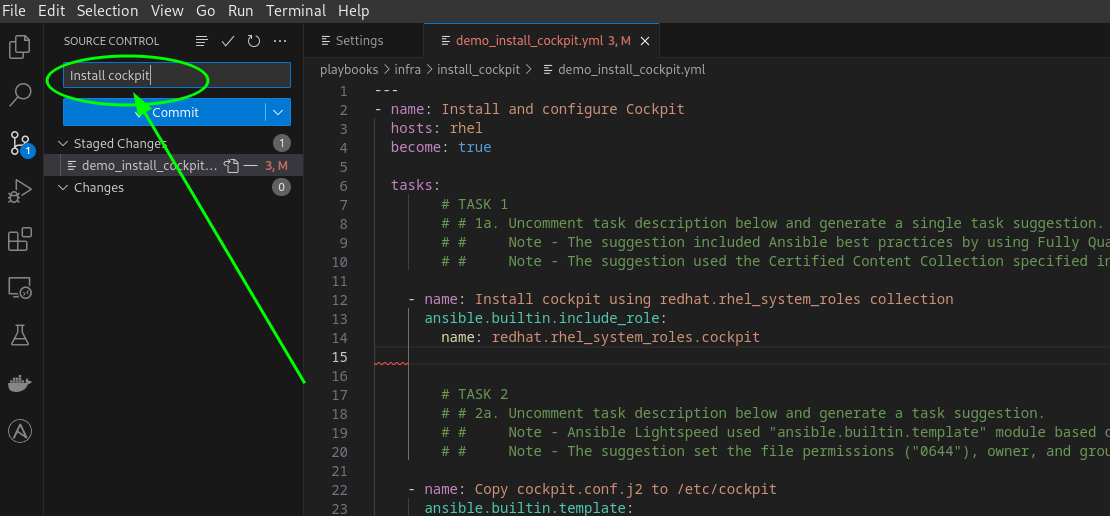 File Edit Selection View Go Run Terminal Help
SOURCE CONTROL
Install cockpit
Commit
Staged Changes 1
demo_install_cockpit... 3, M
Changes 0
1
Settings
demo_install_cockpit.yml 3, M
playbooks > infra > install_cockpit > demo_install_cockpit.yml
1 ---
2 - name: Install and configure Cockpit
3 hosts: rhel
4 become: true
5
6 tasks:
7 # TASK 1
8 # # 1a. Uncomment task description below and generate a single task suggestion.
9 # # Note - The suggestion included Ansible best practices by using Fully Qua
10 # # Note - The suggestion used the Certified Content Collection specified in
11
12 - name: Install cockpit using redhat.rhel_system_roles collection
13 ansible.builtin.include_role:
14 name: redhat.rhel_system_roles.cockpit
15
16
17 # TASK 2
18 # # 2a. Uncomment task description below and generate a task suggestion.
19 # # Note - Ansible Lightspeed used "ansible.builtin.template" module based o
20 # # Note - The suggestion set the file permissions ("0644"), owner, and grou
21
22 - name: Copy cockpit.conf.j2 to /etc/cockpit
23 ansible.builtin.template: